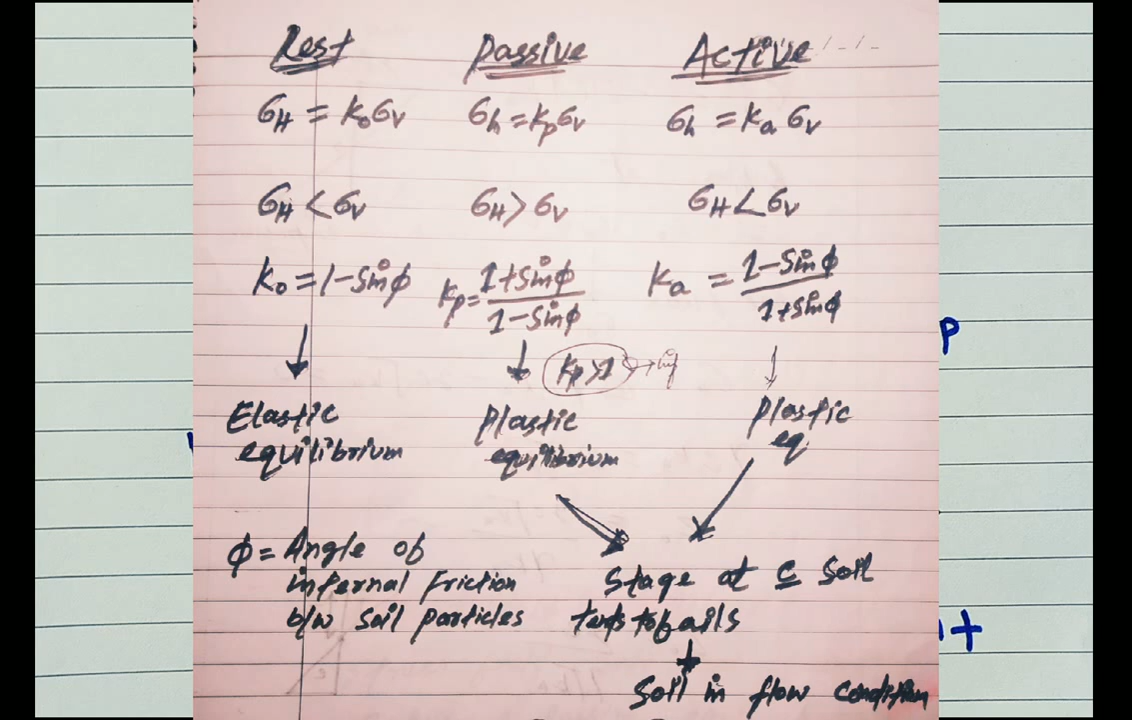 Rest Passive Active
σH = K₀σv σh = Kpσv σh = Ka σv
σH < σv σH > σv σH < σv
K₀ = 1-sinϕ Kp = (1+sinϕ)/(1-sinϕ) Ka = (1-sinϕ)/(1+sinϕ)
Kp>1
Elastic equilibrium
Plastic equilibrium
Plastic eq.
ϕ = Angle of
internal friction
b/w soil particles
Stage at c soil
tends to fails
Soil in flow condition
p
+